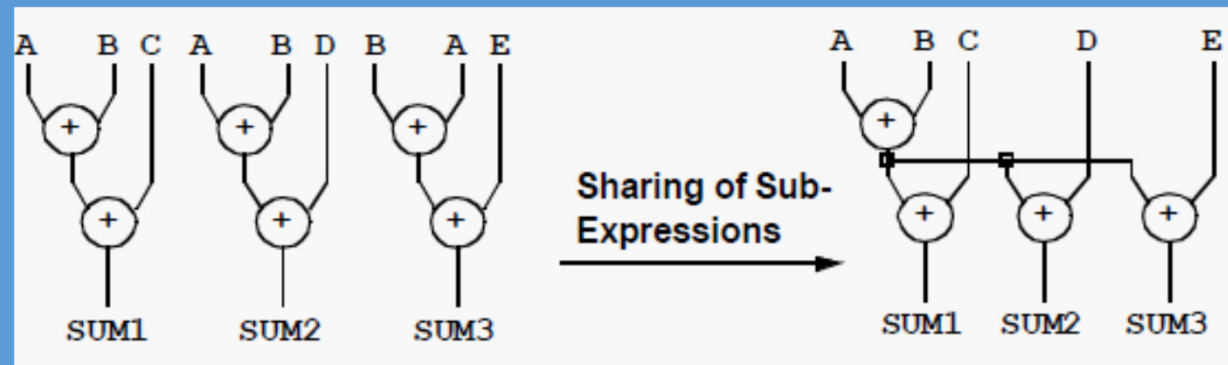 A B C A B D B A E
A B C D E
+ + + +
Sharing of Sub-
Expressions
+ + + + + +
SUM1 SUM2 SUM3
SUM1 SUM2 SUM3